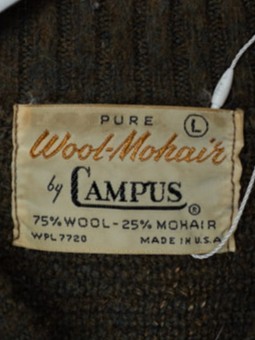 PURE L
Wool-Mohair
by CAMPUS ®
75% WOOL - 25% MOHAIR
WPL 7720 MADE IN U.S.A